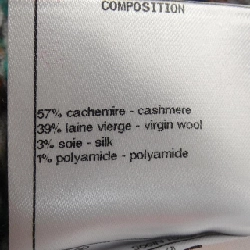 COMPOSITION
57% cachemire - cashmere
39% laine vierge - virgin wool
3% soie - silk
1% polyamide - polyamide